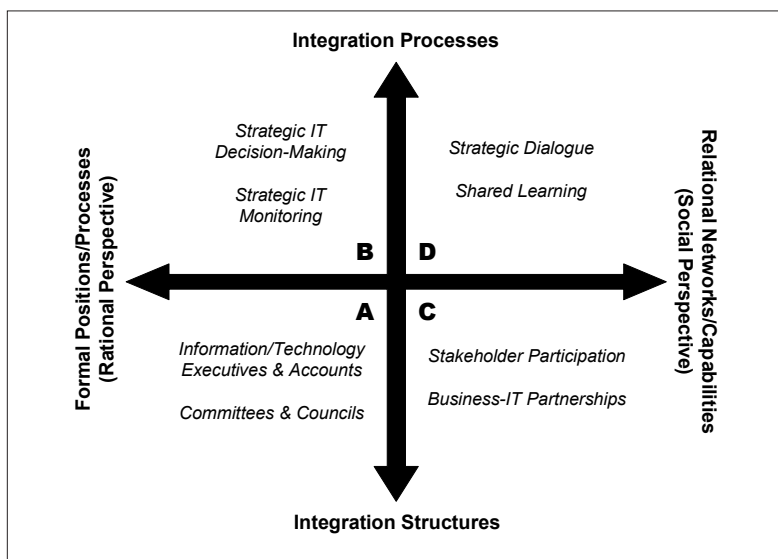 Integration Processes
Strategic IT
Decision-Making
Strategic IT
Monitoring
Strategic Dialogue
Shared Learning
Formal Positions/Processes
(Rational Perspective)
Relational Networks/Capabilities
(Social Perspective)
B
D
A
C
Information/Technology
Executives & Accounts
Committees & Councils
Stakeholder Participation
Business-IT Partnerships
Integration Structures